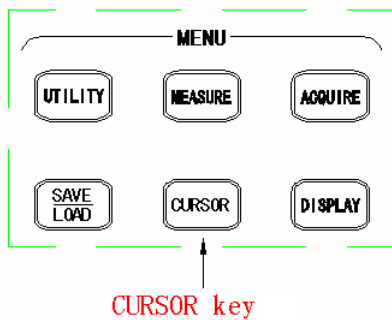 MENU
UTILITY MEASURE ACQUIRE
SAVE CURSOR DISPLAY
LOAD
CURSOR key